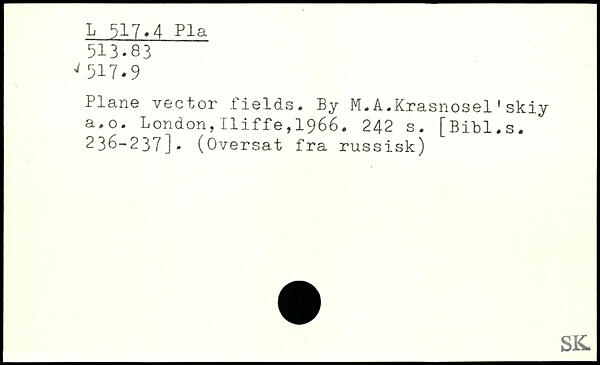 L 517.4 Pla
513.83
✓517.9
Plane vector fields. By M.A.Krasnosel'skiy
a.o. London,Iliffe,1966. 242 s. [Bibl.s.
236-237]. (Oversat fra russisk)
SK.